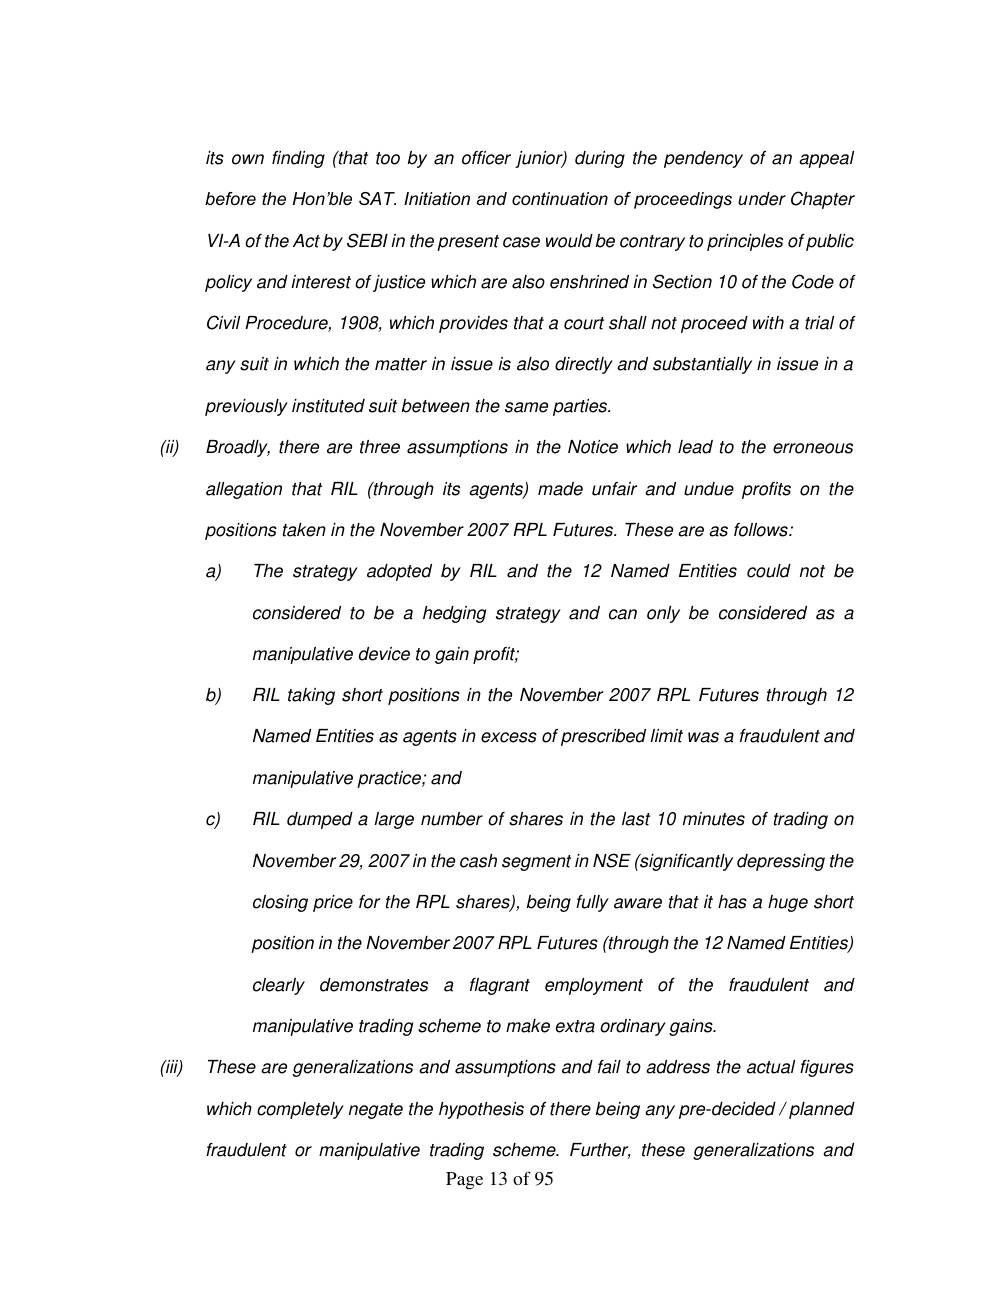 its own finding (that too by an officer junior) during the pendency of an appeal
before the Hon'ble SAT. Initiation and continuation of proceedings under Chapter
VI-A of the Act by SEBI in the present case would be contrary to principles of public
policy and interest of justice which are also enshrined in Section 10 of the Code of
Civil Procedure, 1908, which provides that a court shall not proceed with a trial of
any suit in which the matter in issue is also directly and substantially in issue in a
previously instituted suit between the same parties.
(ii) Broadly, there are three assumptions in the Notice which lead to the erroneous
allegation that RIL (through its agents) made unfair and undue profits on the
positions taken in the November 2007 RPL Futures. These are as follows:
a) The strategy adopted by RIL and the 12 Named Entities could not be
considered to be a hedging strategy and can only be considered as a
manipulative device to gain profit;
b) RIL taking short positions in the November 2007 RPL Futures through 12
Named Entities as agents in excess of prescribed limit was a fraudulent and
manipulative practice; and
c) RIL dumped a large number of shares in the last 10 minutes of trading on
November 29, 2007 in the cash segment in NSE (significantly depressing the
closing price for the RPL shares), being fully aware that it has a huge short
position in the November 2007 RPL Futures (through the 12 Named Entities)
clearly demonstrates a flagrant employment of the fraudulent and
manipulative trading scheme to make extra ordinary gains.
(iii) These are generalizations and assumptions and fail to address the actual figures
which completely negate the hypothesis of there being any pre-decided / planned
fraudulent or manipulative trading scheme. Further, these generalizations and
Page 13 of 95